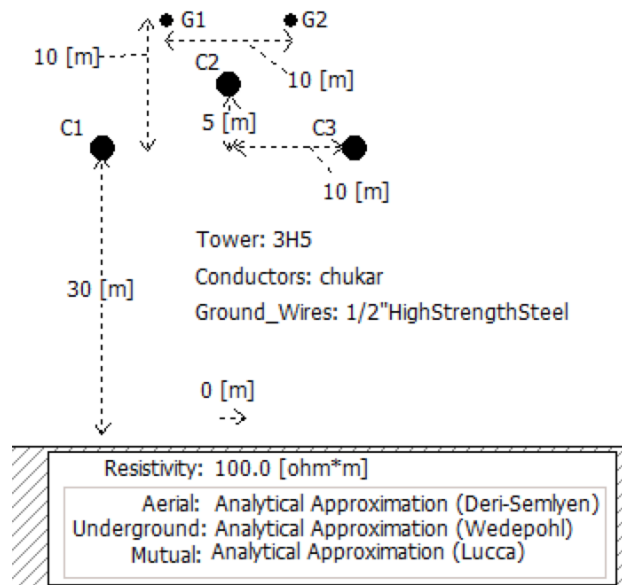 G1
G2
10 [m]
C2
10 [m]
C1
5 [m]
C3
10 [m]
Tower: 3H5
Conductors: chukar
30 [m]
Ground_Wires: 1/2"HighStrengthSteel
0 [m]
Resistivity: 100.0 [ohm*m]
Aerial: Analytical Approximation (Deri-Semlyen)
Underground: Analytical Approximation (Wedepohl)
Mutual: Analytical Approximation (Lucca)